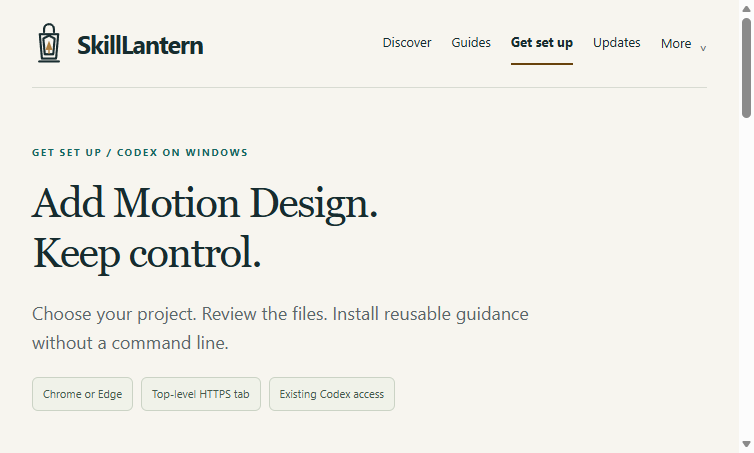 SkillLantern
Discover
Guides
Get set up
Updates
More
GET SET UP / CODEX ON WINDOWS
Add Motion Design.
Keep control.
Choose your project. Review the files. Install reusable guidance
without a command line.
Chrome or Edge
Top-level HTTPS tab
Existing Codex access